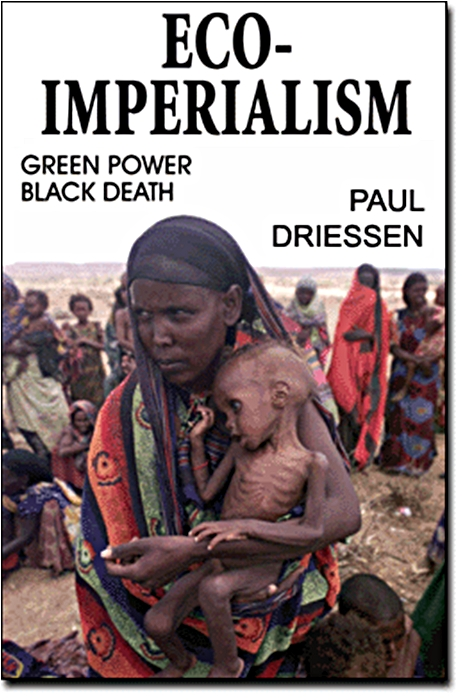 ECO-
IMPERIALISM
GREEN POWER
BLACK DEATH
PAUL
DRIESSEN